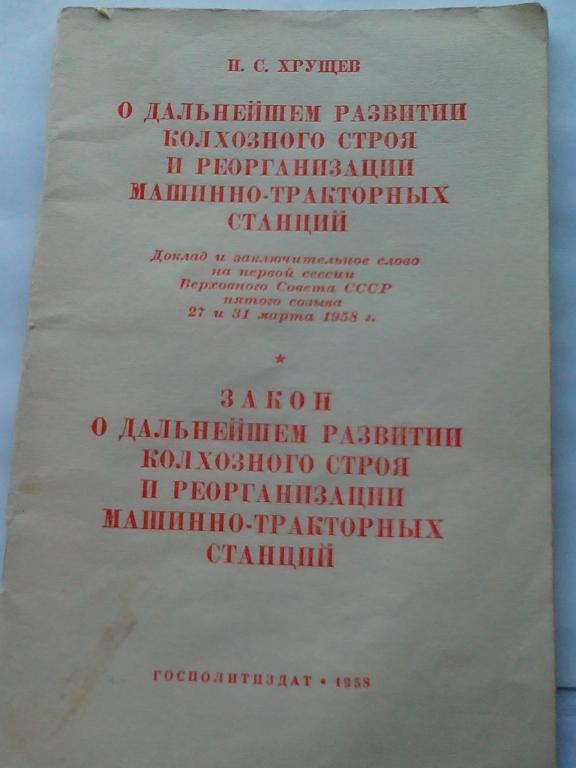 Н. С. ХРУЩЕВ
О ДАЛЬНЕЙШЕМ РАЗВИТИИ
КОЛХОЗНОГО СТРОЯ
И РЕОРГАНИЗАЦИИ
МАШИННО-ТРАКТОРНЫХ
СТАНЦИЙ
Доклад и заключительное слово
на первой сессии
Верховного Совета СССР
пятого созыва
27 и 31 марта 1958 г.
ЗАКОН
О ДАЛЬНЕЙШЕМ РАЗВИТИИ
КОЛХОЗНОГО СТРОЯ
И РЕОРГАНИЗАЦИИ
МАШИННО-ТРАКТОРНЫХ
СТАНЦИЙ
ГОСПОЛИТИЗДАТ • 1958